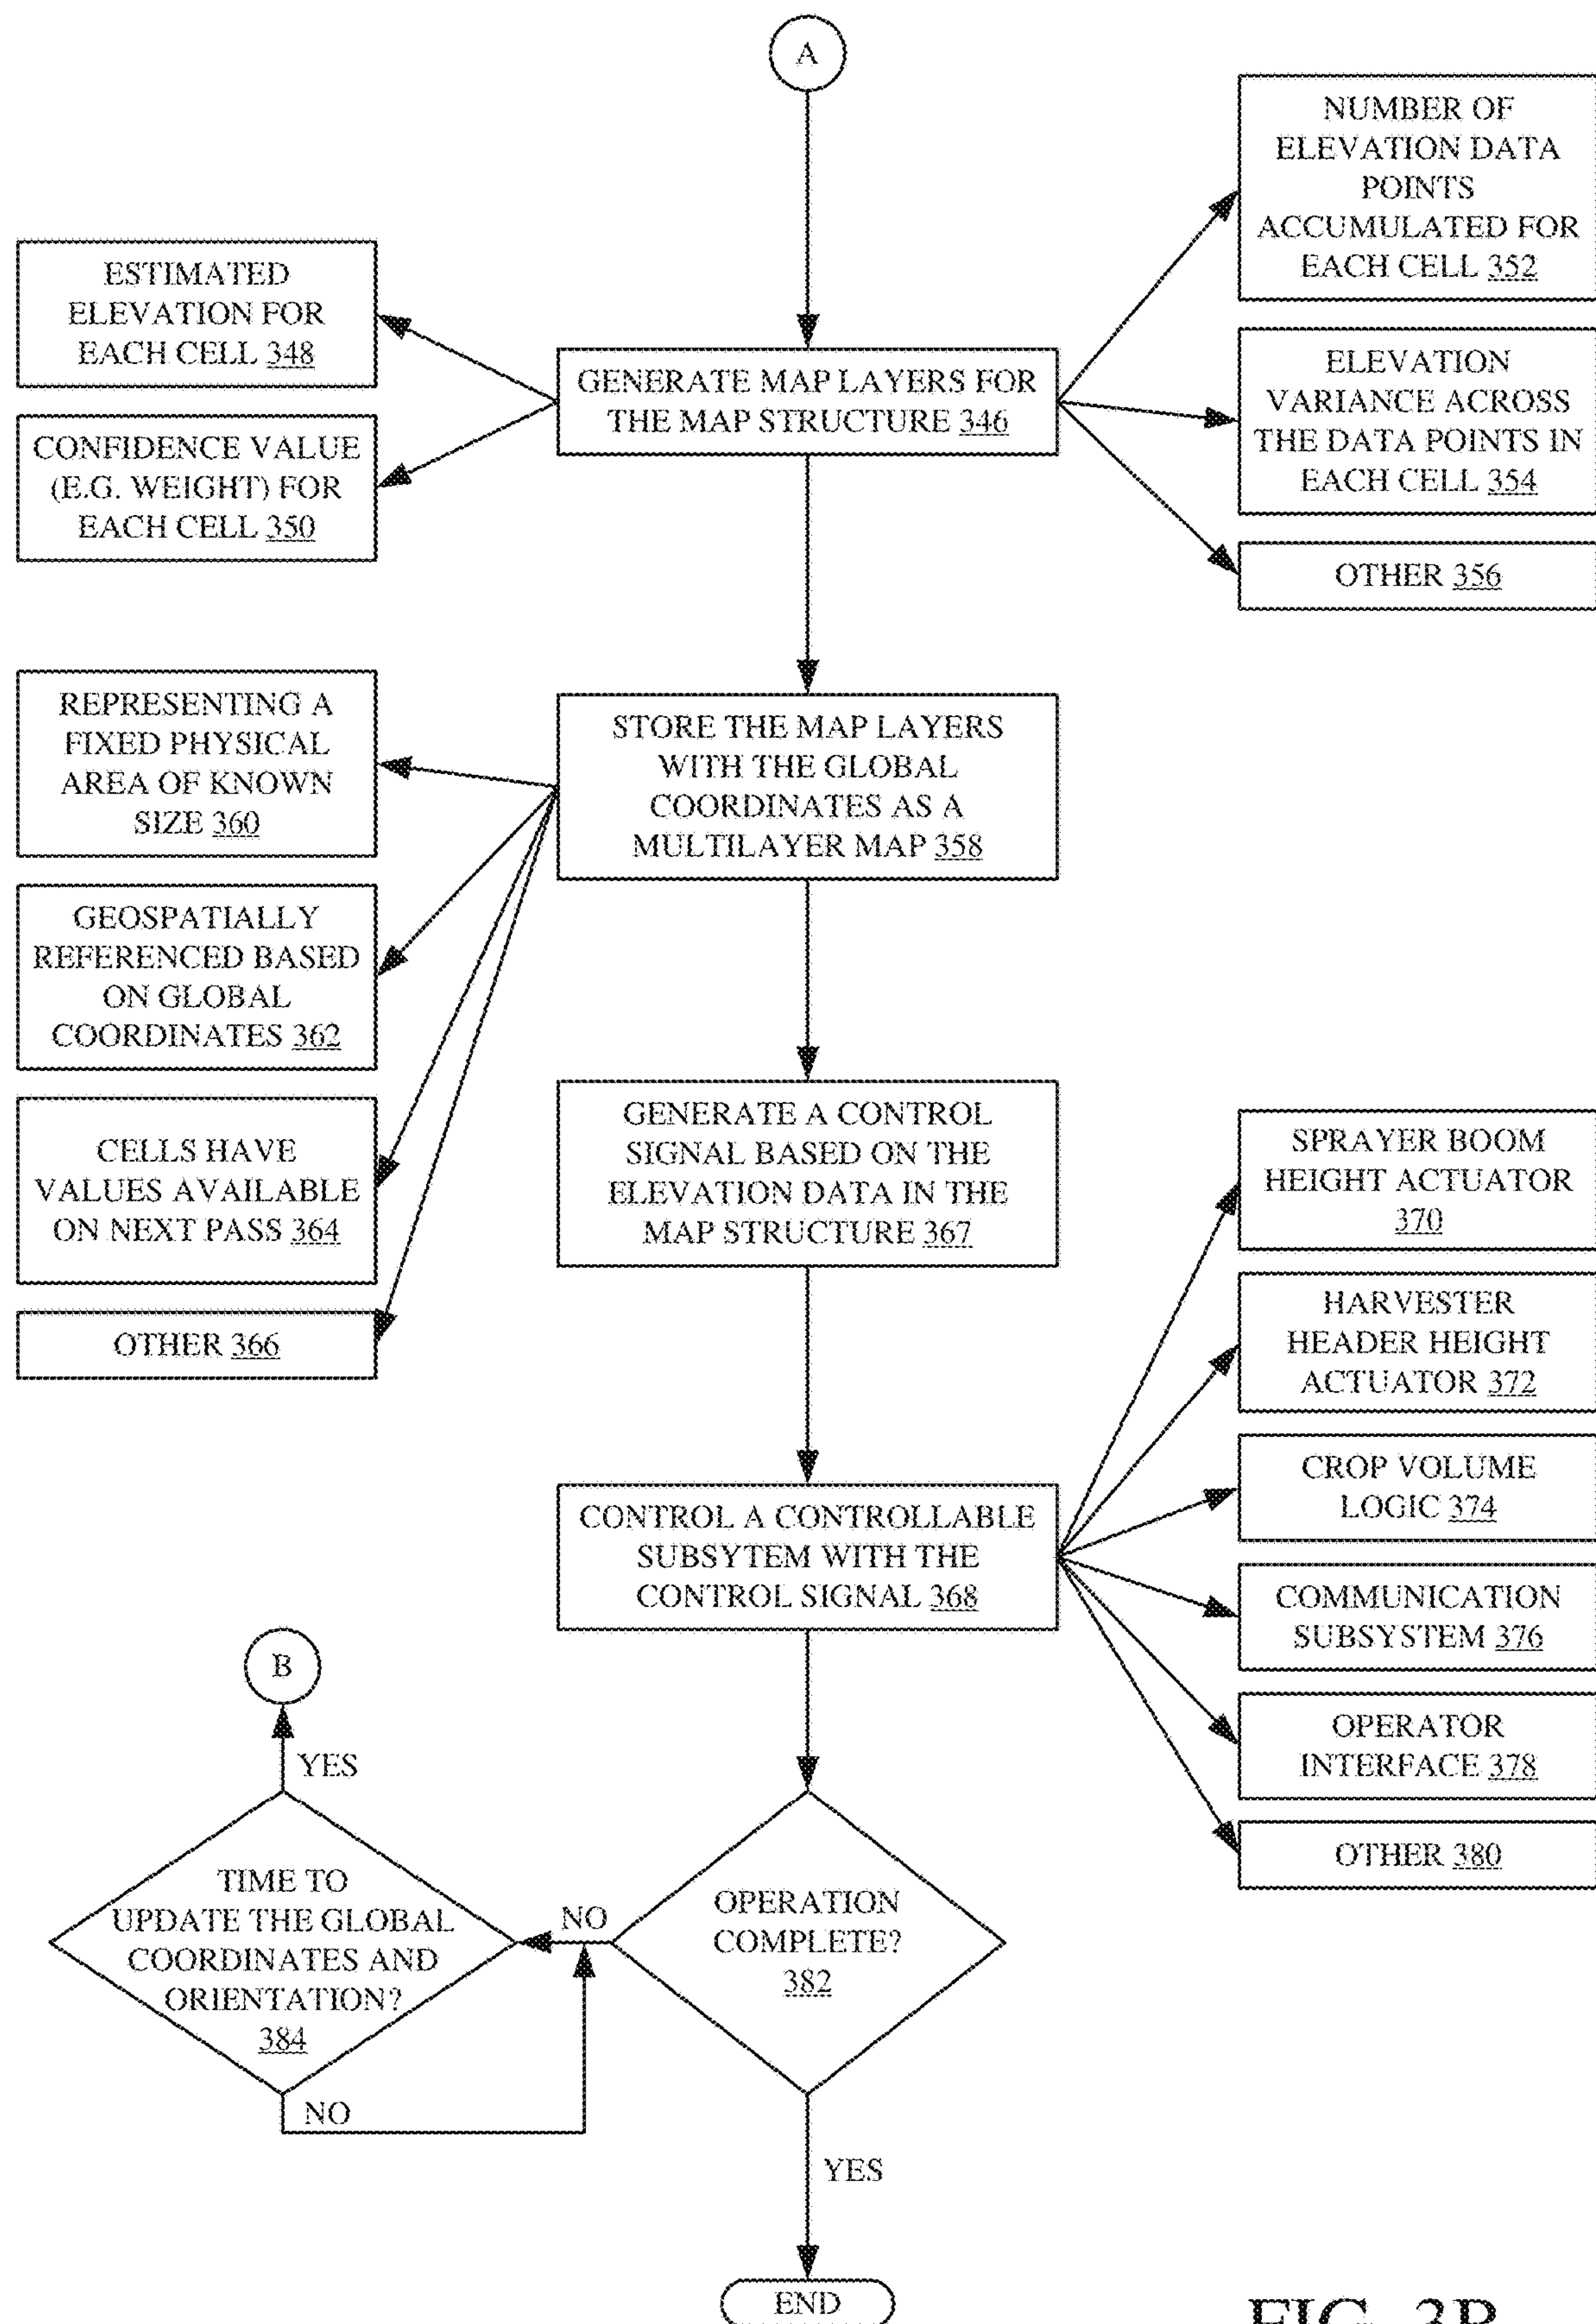 A
NUMBER OF
ELEVATION DATA
POINTS
ACCUMULATED FOR
EACH CELL 352
ESTIMATED
ELEVATION FOR
EACH CELL 348
GENERATE MAP LAYERS FOR
THE MAP STRUCTURE 346
ELEVATION
VARIANCE ACROSS
THE DATA POINTS IN
EACH CELL 354
CONFIDENCE VALUE
(E.G. WEIGHT) FOR
EACH CELL 350
OTHER 356
REPRESENTING A
FIXED PHYSICAL
AREA OF KNOWN
SIZE 360
STORE THE MAP LAYERS
WITH THE GLOBAL
COORDINATES AS A
MULTILAYER MAP 358
GEOSPATIALLY
REFERENCED BASED
ON GLOBAL
COORDINATES 362
CELLS HAVE
VALUES AVAILABLE
ON NEXT PASS 364
OTHER 366
GENERATE A CONTROL
SIGNAL BASED ON THE
ELEVATION DATA IN THE
MAP STRUCTURE 367
SPRAYER BOOM
HEIGHT ACTUATOR
370
HARVESTER
HEADER HEIGHT
ACTUATOR 372
CROP VOLUME
LOGIC 374
CONTROL A CONTROLLABLE
SUBSYTEM WITH THE
CONTROL SIGNAL 368
COMMUNICATION
SUBSYSTEM 376
OPERATOR
INTERFACE 378
OTHER 380
B
YES
TIME TO
UPDATE THE GLOBAL
COORDINATES AND
ORIENTATION?
384
NO
OPERATION
COMPLETE?
382
NO
YES
END
FIG. 3B